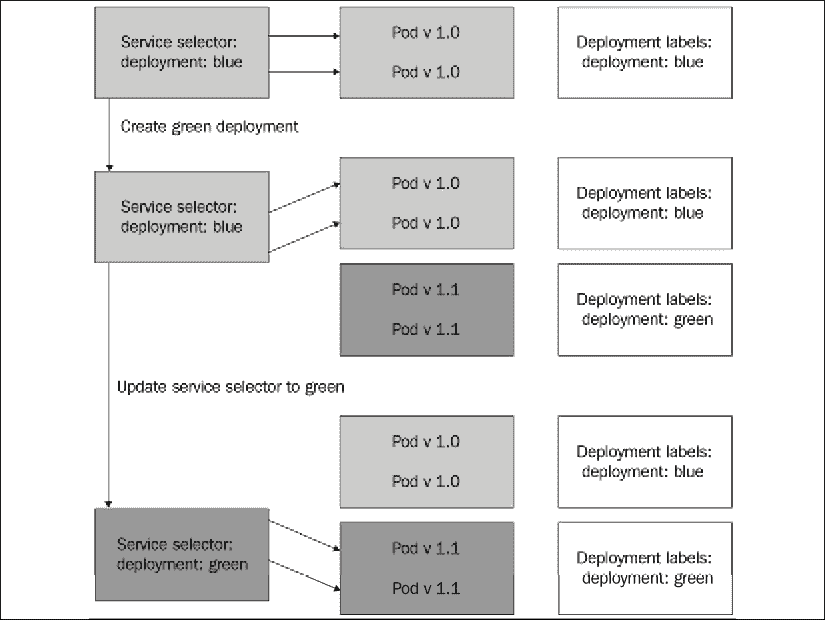 Service selector:
deployment: blue
Pod v 1.0
Pod v 1.0
Deployment labels:
deployment: blue
Create green deployment
Service selector:
deployment: blue
Pod v 1.0
Pod v 1.0
Deployment labels:
deployment: blue
Pod v 1.1
Pod v 1.1
Deployment labels:
deployment: green
Update service selector to green
Pod v 1.0
Pod v 1.0
Deployment labels:
deployment: blue
Service selector:
deployment: green
Pod v 1.1
Pod v 1.1
Deployment labels:
deployment: green